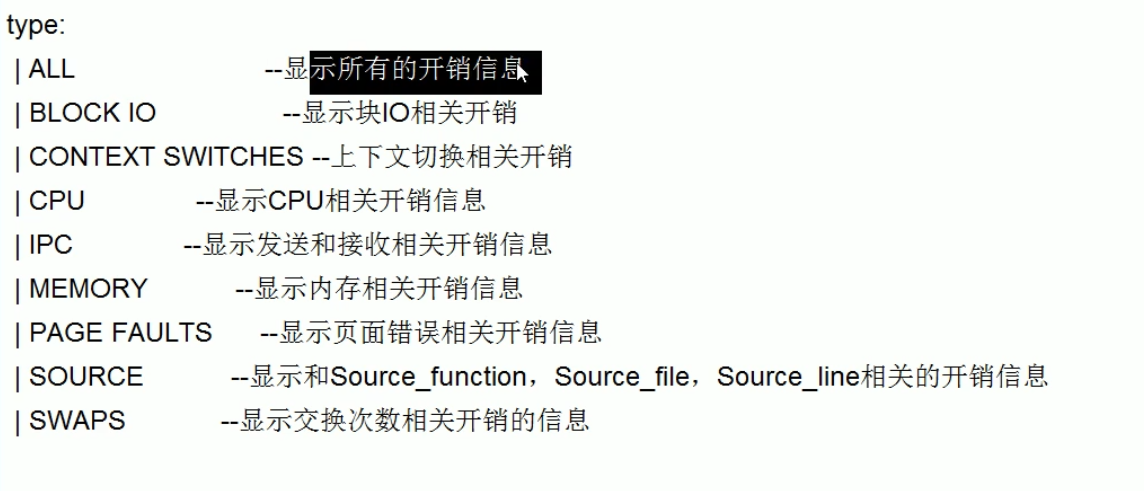 type:
| ALL --显示所有的开销信息
| BLOCK IO --显示块IO相关开销
| CONTEXT SWITCHES --上下文切换相关开销
| CPU --显示CPU相关开销信息
| IPC --显示发送和接收相关开销信息
| MEMORY --显示内存相关开销信息
| PAGE FAULTS --显示页面错误相关开销信息
| SOURCE --显示和Source_function，Source_file，Source_line相关的开销信息
| SWAPS --显示交换次数相关开销的信息